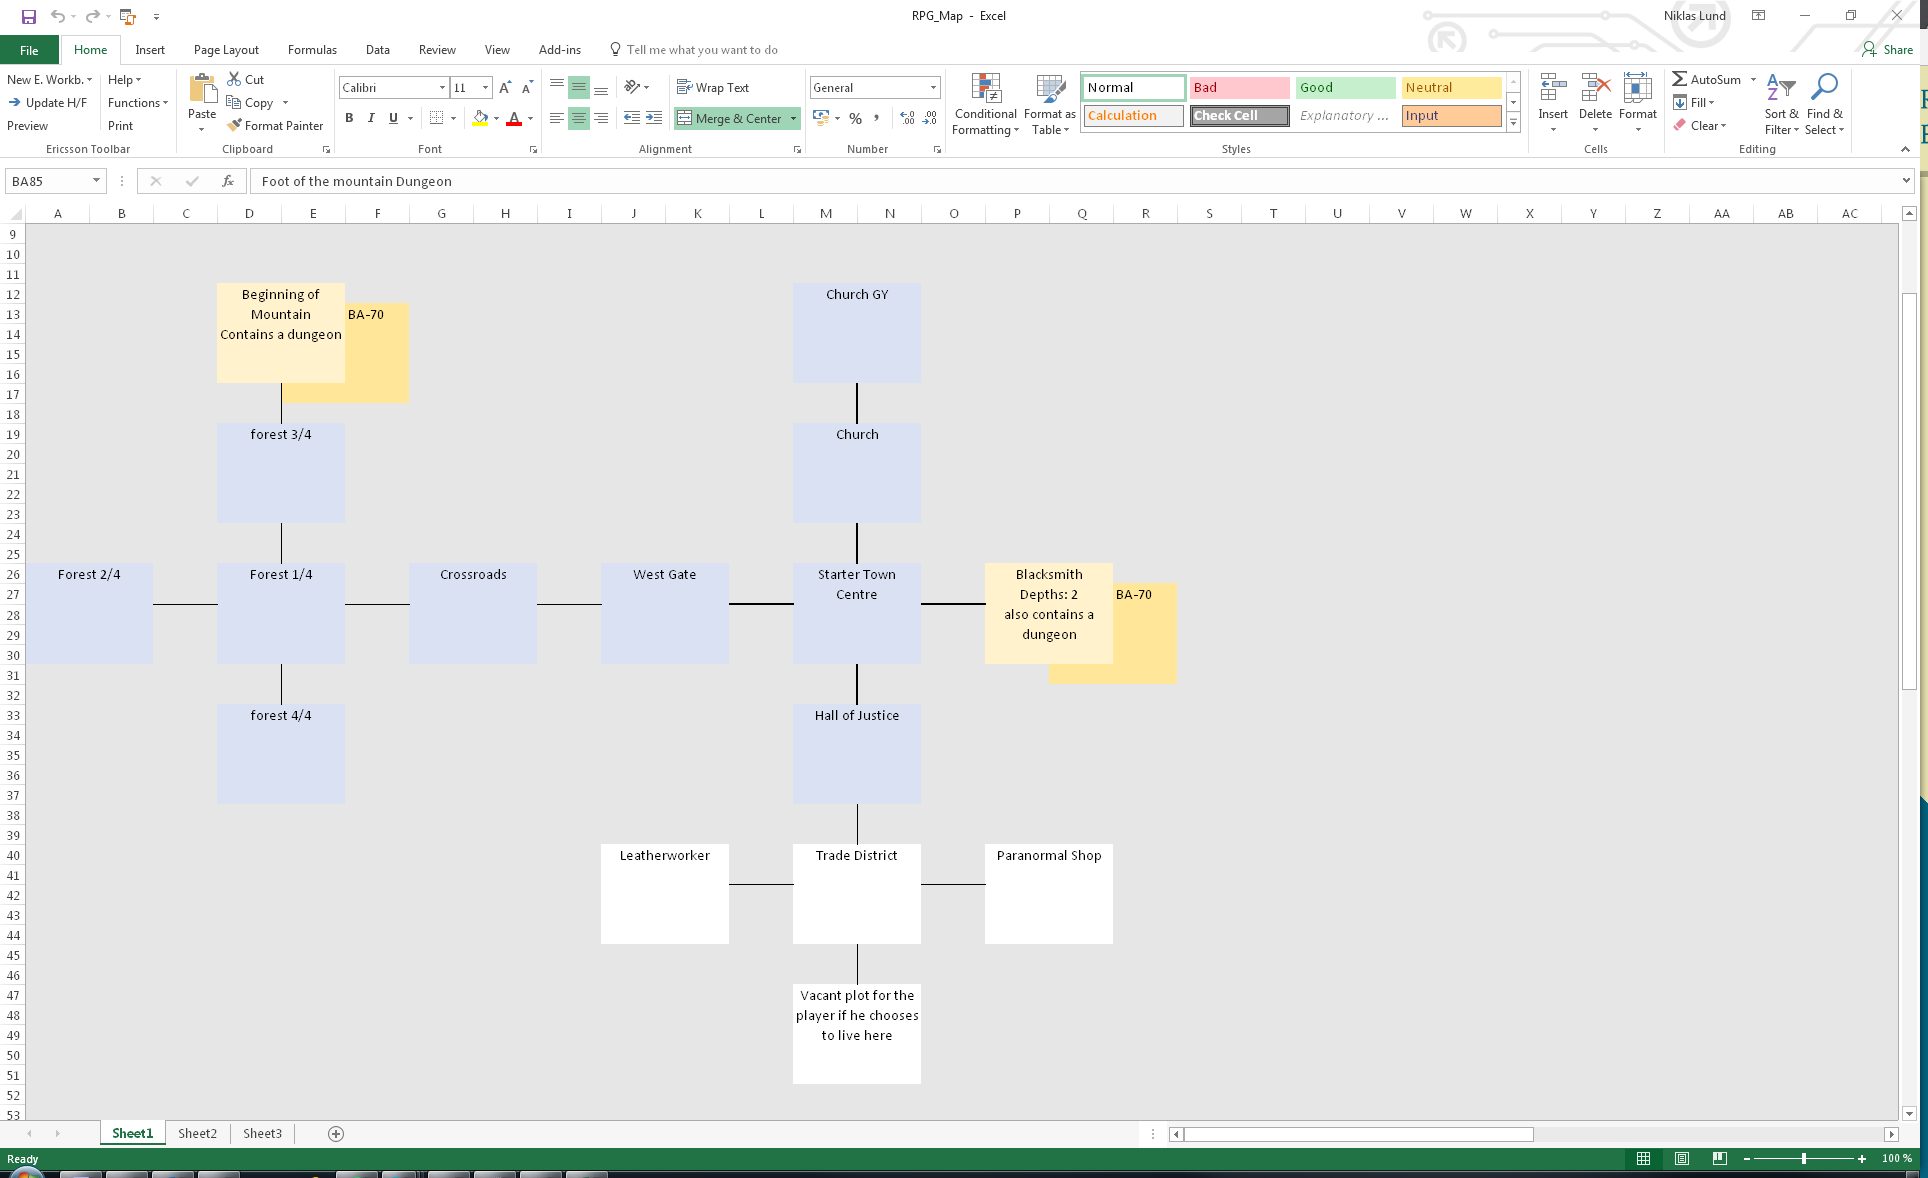 RPG_Map - Excel
Niklas Lund
File
Home
Insert
Page Layout
Formulas
Data
Review
View
Add-ins
Tell me what you want to do
Share
New E. Workb.
Help
Update H/F
Functions
Preview
Print
Ericsson Toolbar
Paste
Cut
Copy
Format Painter
Clipboard
Calibri
11
A
A
B
I
U
A
Font
Wrap Text
Merge & Center
Alignment
General
%
,
Number
Conditional
Formatting
Format as
Table
Normal
Bad
Good
Neutral
Calculation
Check Cell
Explanatory ...
Input
Styles
Insert
Delete
Format
Cells
AutoSum
Fill
Clear
Sort &
Filter
Find &
Select
Editing
BA85
fx
Foot of the mountain Dungeon
A B C D E F G H I J K L M N O P Q R S T U V W X Y Z AA AB AC
9
10
11
12
13
14
15
16
17
18
19
20
21
22
23
24
25
26
27
28
29
30
31
32
33
34
35
36
37
38
39
40
41
42
43
44
45
46
47
48
49
50
51
52
53
Beginning of
Mountain
Contains a dungeon
BA-70
Church GY
forest 3/4
Church
Forest 2/4
Forest 1/4
Crossroads
West Gate
Starter Town
Centre
Blacksmith
Depths: 2
also contains a
dungeon
BA-70
forest 4/4
Hall of Justice
Leatherworker
Trade District
Paranormal Shop
Vacant plot for the
player if he chooses
to live here
Sheet1
Sheet2
Sheet3
Ready
100 %